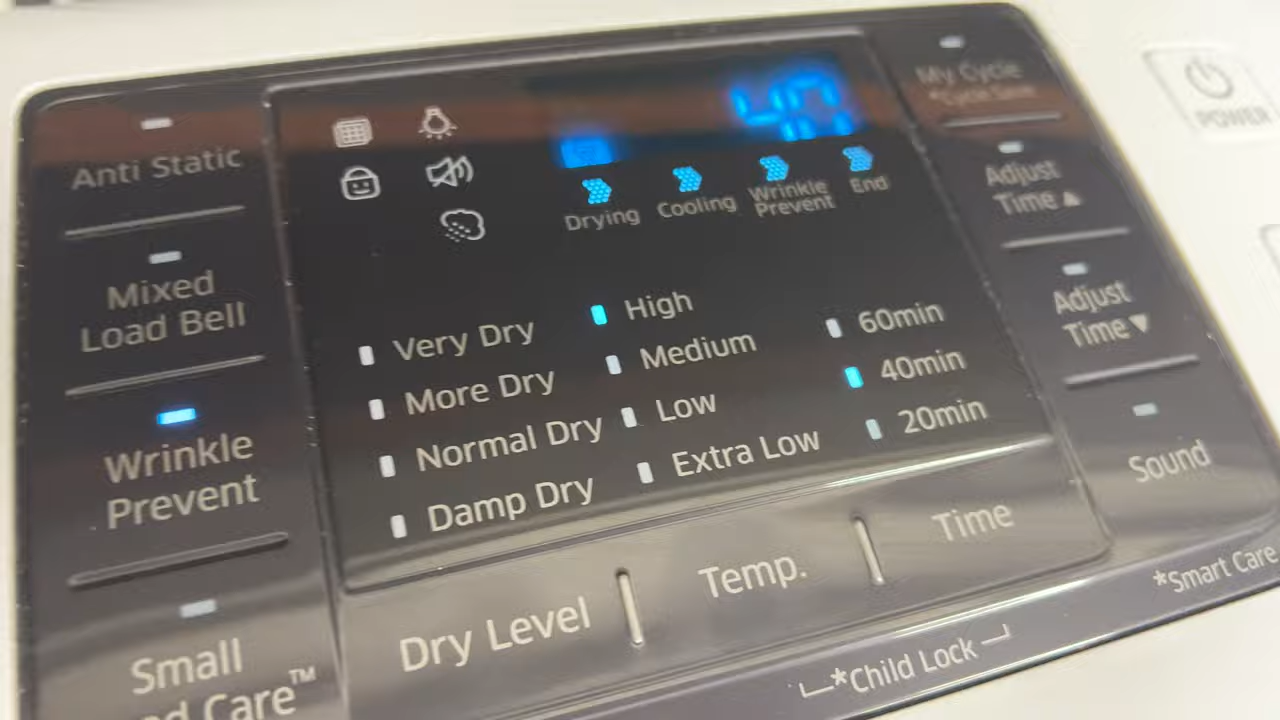 Anti Static
Mixed
Load Bell
Wrinkle
Prevent
Small
Care™
40
Drying
Cooling
Wrinkle
Prevent
End
Very Dry
More Dry
Normal Dry
Damp Dry
High
Medium
Low
Extra Low
60min
40min
20min
Dry Level
Temp.
Time
*Child Lock
My Cycle
Adjust
Time ▲
Adjust
Time ▼
Sound
*Smart Care
POWER